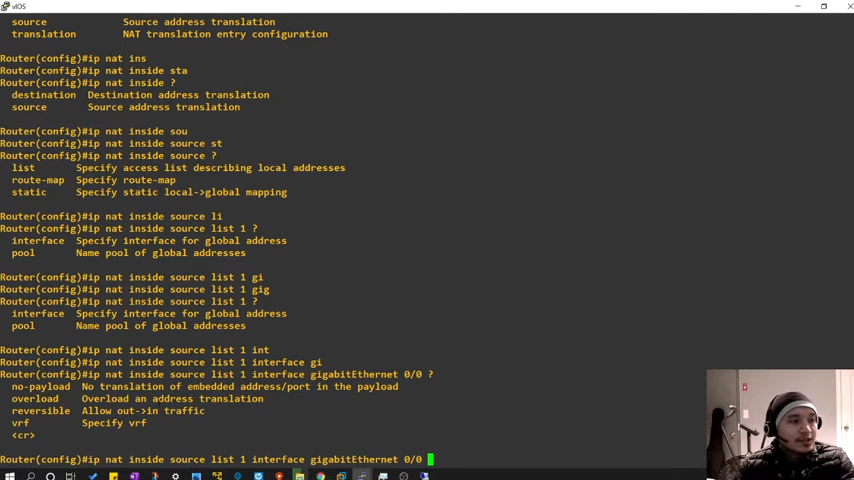 vIOS
source             Source address translation
translation        NAT translation entry configuration
Router(config)#ip nat ins
Router(config)#ip nat inside sta
Router(config)#ip nat inside ?
destination  Destination address translation
source       Source address translation
Router(config)#ip nat inside sou
Router(config)#ip nat inside source st
Router(config)#ip nat inside source ?
list       Specify access list describing local addresses
route-map  Specify route-map
static     Specify static local->global mapping
Router(config)#ip nat inside source li
Router(config)#ip nat inside source list 1 ?
interface  Specify interface for global address
pool       Name pool of global addresses
Router(config)#ip nat inside source list 1 gi
Router(config)#ip nat inside source list 1 gig
Router(config)#ip nat inside source list 1 ?
interface  Specify interface for global address
pool       Name pool of global addresses
Router(config)#ip nat inside source list 1 int
Router(config)#ip nat inside source list 1 interface gi
Router(config)#ip nat inside source list 1 interface gigabitEthernet 0/0 ?
no-payload  No translation of embedded address/port in the payload
overload    Overload an address translation
reversible  Allow out->in traffic
vrf         Specify vrf
<cr>
Router(config)#ip nat inside source list 1 interface gigabitEthernet 0/0